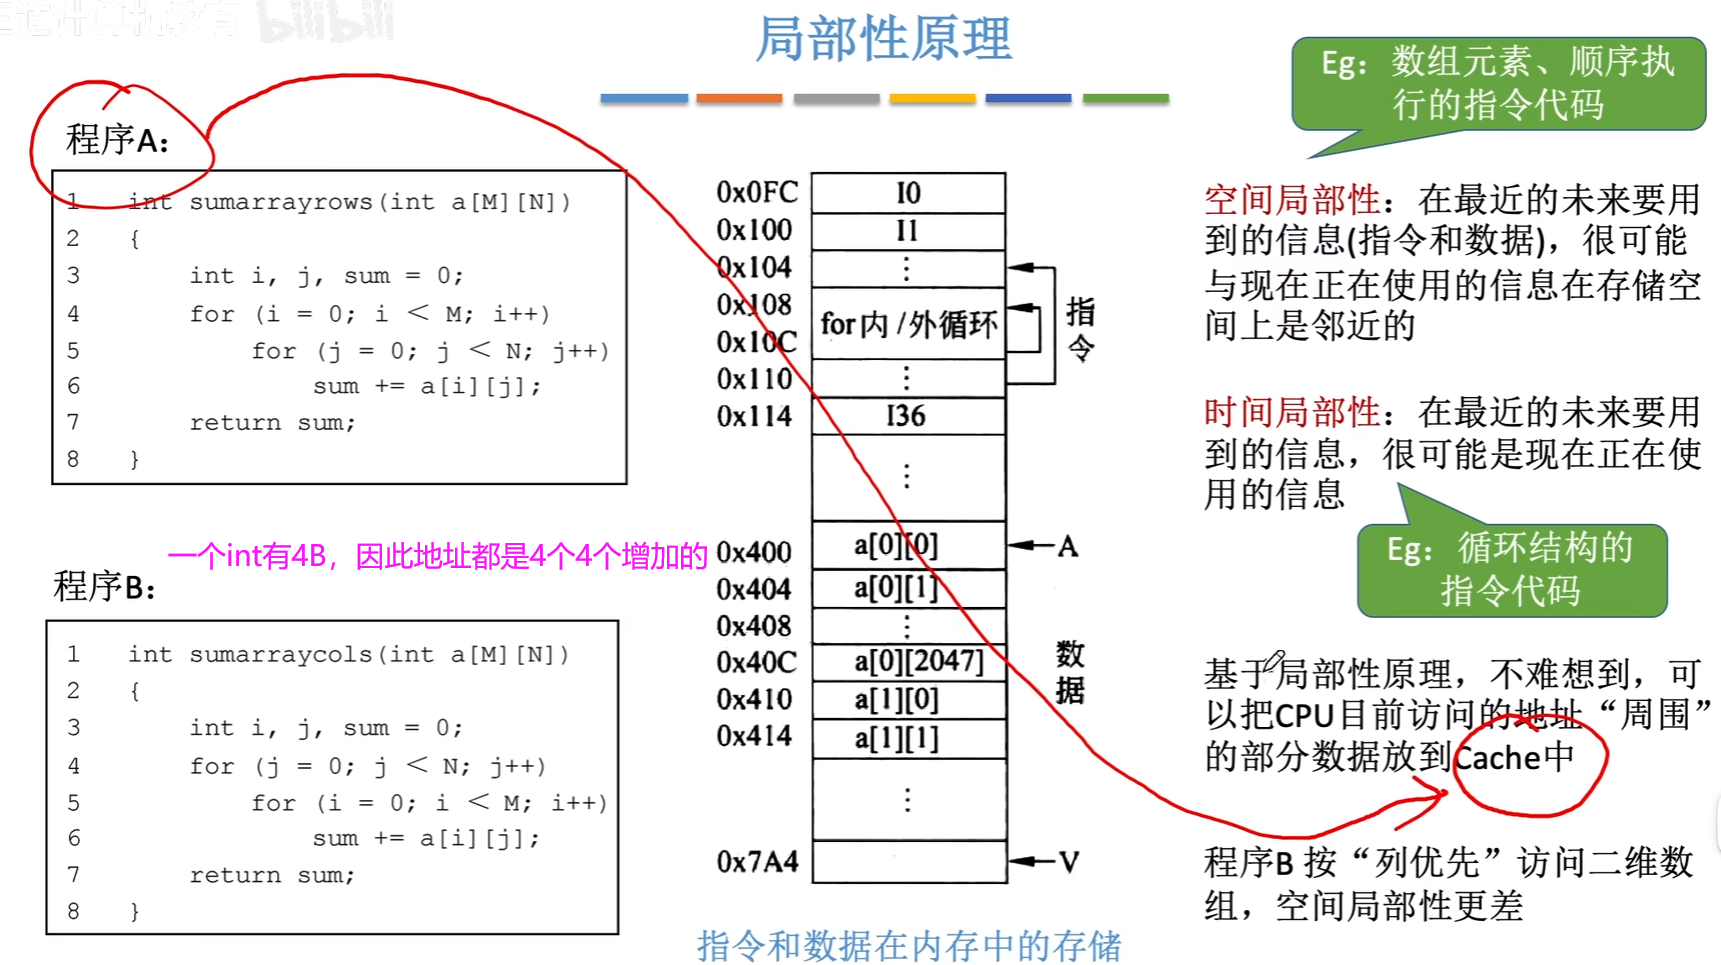 王道计算机教育 bilibili
局部性原理
Eg：数组元素、顺序执
行的指令代码
程序A：
1 int sumarrayrows(int a[M][N])
2 {
3 int i, j, sum = 0;
4 for (i = 0; i < M; i++)
5 for (j = 0; j < N; j++)
6 sum += a[i][j];
7 return sum;
8 }
一个int有4B，因此地址都是4个4个增加的
程序B：
1 int sumarraycols(int a[M][N])
2 {
3 int i, j, sum = 0;
4 for (j = 0; j < N; j++)
5 for (i = 0; i < M; i++)
6 sum += a[i][j];
7 return sum;
8 }
0x0FC I0
0x100 I1
0x104 ⋮
0x108
for内/外循环
0x10C
0x110 ⋮
0x114 I36
⋮
指
令
0x400 a[0][0] A
0x404 a[0][1]
0x408 ⋮
0x40C a[0][2047]
0x410 a[1][0]
0x414 a[1][1]
⋮
0x7A4 V
数
据
指令和数据在内存中的存储
空间局部性：在最近的未来要用
到的信息(指令和数据)，很可能
与现在正在使用的信息在存储空
间上是邻近的
时间局部性：在最近的未来要用
到的信息，很可能是现在正在使
用的信息
Eg：循环结构的
指令代码
基于局部性原理，不难想到，可
以把CPU目前访问的地址“周围”
的部分数据放到Cache中
程序B 按“列优先”访问二维数
组，空间局部性更差